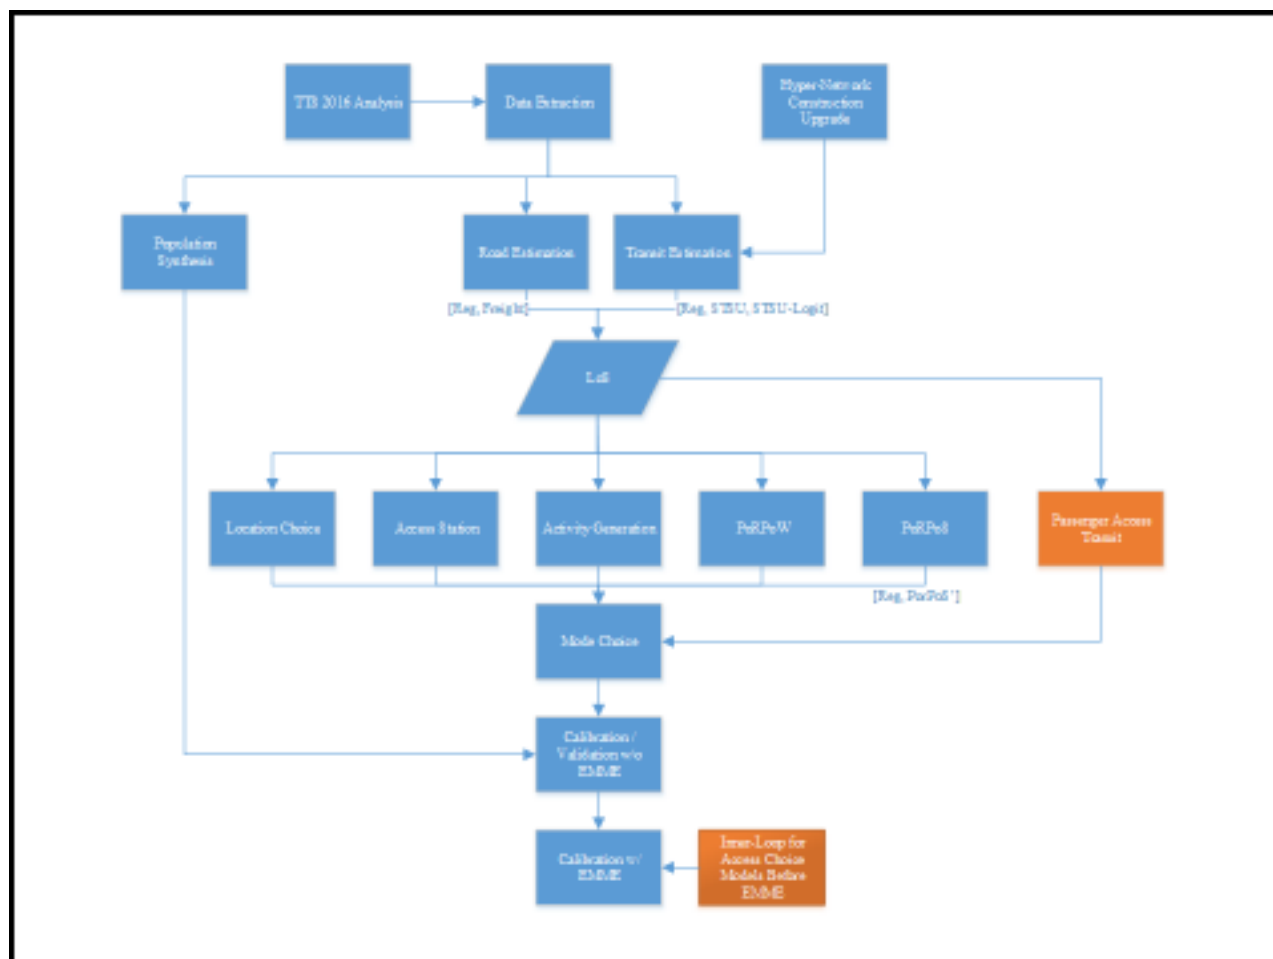 TTS 2016 Analysis
Data Extraction
Hyper-Network
Construction
Upgrade
Population
Synthesis
Road Estimation
Transit Estimation
[Reg, Freight]
[Reg, STSU, STSU-Logit]
LoS
Location Choice
Access Station
Activity-Generation
PoRPoW
PoRPoS
Passenger Access
Transit
[Reg, PorPoS']
Mode Choice
Calibration /
Validation w/o
EMME
Calibration w/
EMME
Inner-Loop for
Access Choice
Models Before
EMME